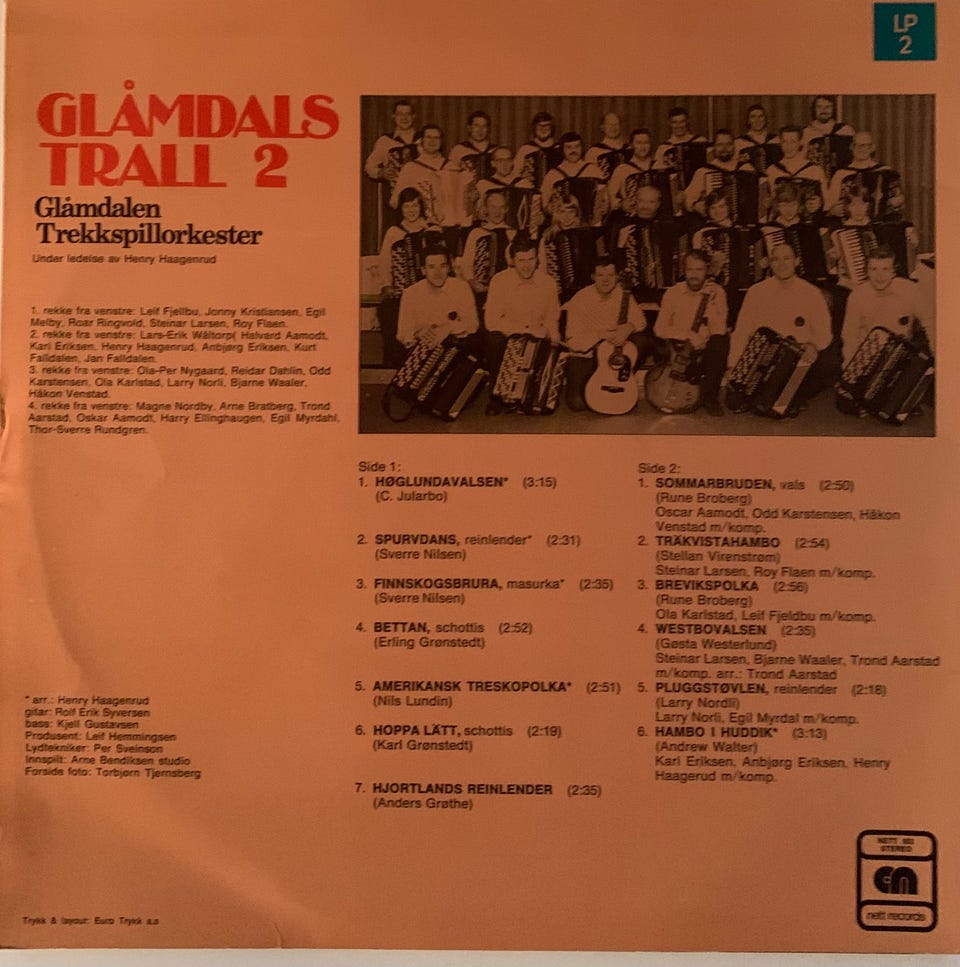 LP
2
GLÅMDALS
TRALL 2
Glåmdalen
Trekkspillorkester
Under ledelse av Henry Haagenrud
1. rekke fra venstre: Leif Fjellbu, Jonny Kristiansen, Egil
Melby, Roar Ringvold, Steinar Larsen, Roy Flaen.
2. rekke fra venstre: Lars-Erik Wåltorp( Halvard Aamodt,
Kari Eriksen, Henry Haagenrud, Anbjørg Eriksen, Kurt
Falldalen, Jan Falldalen.
3. rekke fra venstre: Ola-Per Nygaard, Reidar Dahlin, Odd
Karstensen, Ola Karlstad, Larry Norli, Bjarne Waaler,
Håkon Venstad.
4. rekke fra venstre: Magne Nordby, Arne Bratberg, Trond
Aarstad, Oskar Aamodt, Harry Ellinghaugen, Egil Myrdahl,
Thor-Sverre Rundgren.
* arr.: Henry Haagenrud
gitar: Rolf Erik Syversen
bass: Kjell Gustavsen
Produsent: Leif Hemmingsen
Lydtekniker: Per Sveinson
Innspilt: Arne Bendiksen studio
Forside foto: Torbjørn Tjernsberg
Side 1:
1. HØGLUNDAVALSEN* (3:15)
(C. Jularbo)
2. SPURVDANS, reinlender* (2:31)
(Sverre Nilsen)
3. FINNSKOGSBRURA, masurka* (2:35)
(Sverre Nilsen)
4. BETTAN, schottis (2:52)
(Erling Grønstedt)
5. AMERIKANSK TRESKOPOLKA* (2:51)
(Nils Lundin)
6. HOPPA LÄTT, schottis (2:19)
(Karl Grønstedt)
7. HJORTLANDS REINLENDER (2:35)
(Anders Grøthe)
Side 2:
1. SOMMARBRUDEN, vals (2:50)
(Rune Broberg)
Oscar Aamodt, Odd Karstensen, Håkon
Venstad m/komp.
2. TRÄKVISTAHAMBO (2:54)
(Stellan Virenstrøm)
Steinar Larsen, Roy Flaen m/komp.
3. BREVIKSPOLKA (2:56)
(Rune Broberg)
Ola Karlstad, Leif Fjeldbu m/komp.
4. WESTBOVALSEN (2:35)
(Gøsta Westerlund)
Steinar Larsen, Bjarne Waaler, Trond Aarstad
m/komp. arr.: Trond Aarstad
5. PLUGGSTØVLEN, reinlender (2:18)
(Larry Nordli)
Larry Norli, Egil Myrdal m/komp.
6. HAMBO I HUDDIK* (3:13)
(Andrew Walter)
Kari Eriksen, Anbjørg Eriksen, Henry
Haagerud m/komp.
NETT
STEREO
nett records
Trykk & layout: Euro Trykk a.s